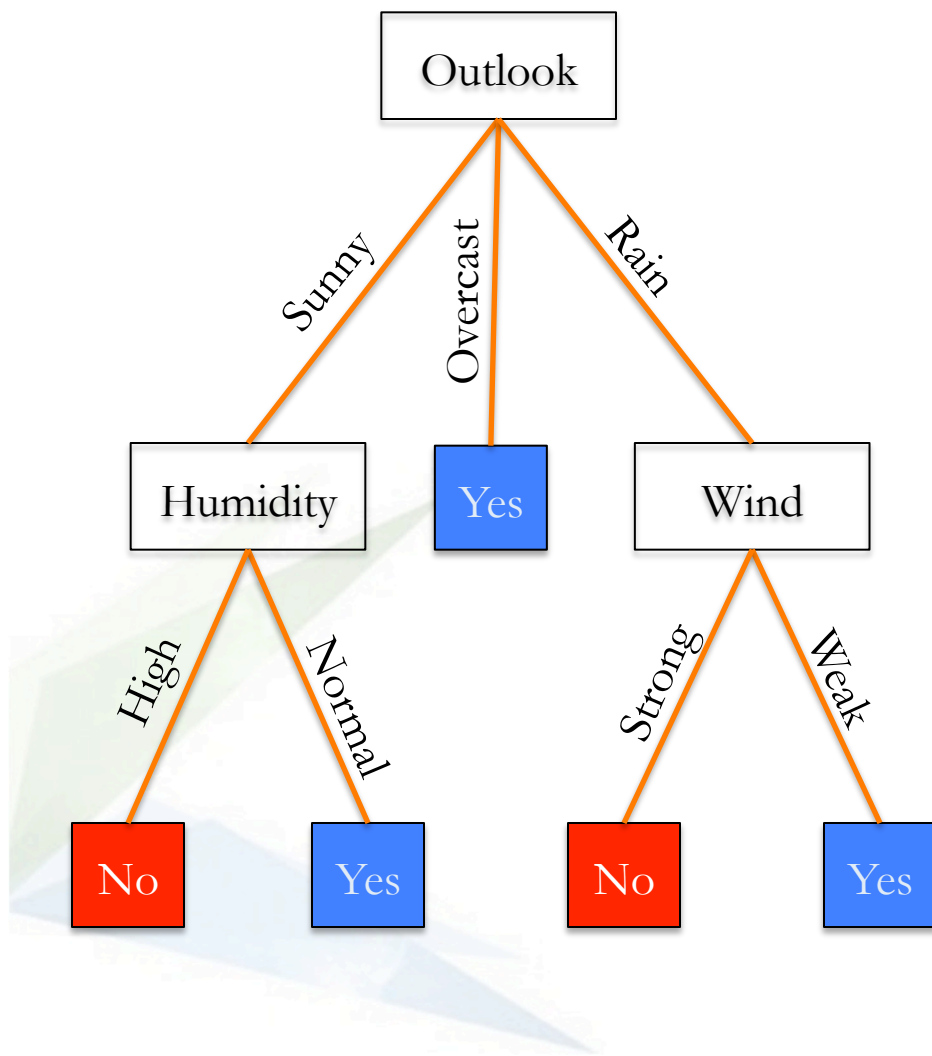 Outlook
Sunny
Overcast
Rain
Humidity
Yes
Wind
High
Normal
Strong
Weak
No
Yes
No
Yes